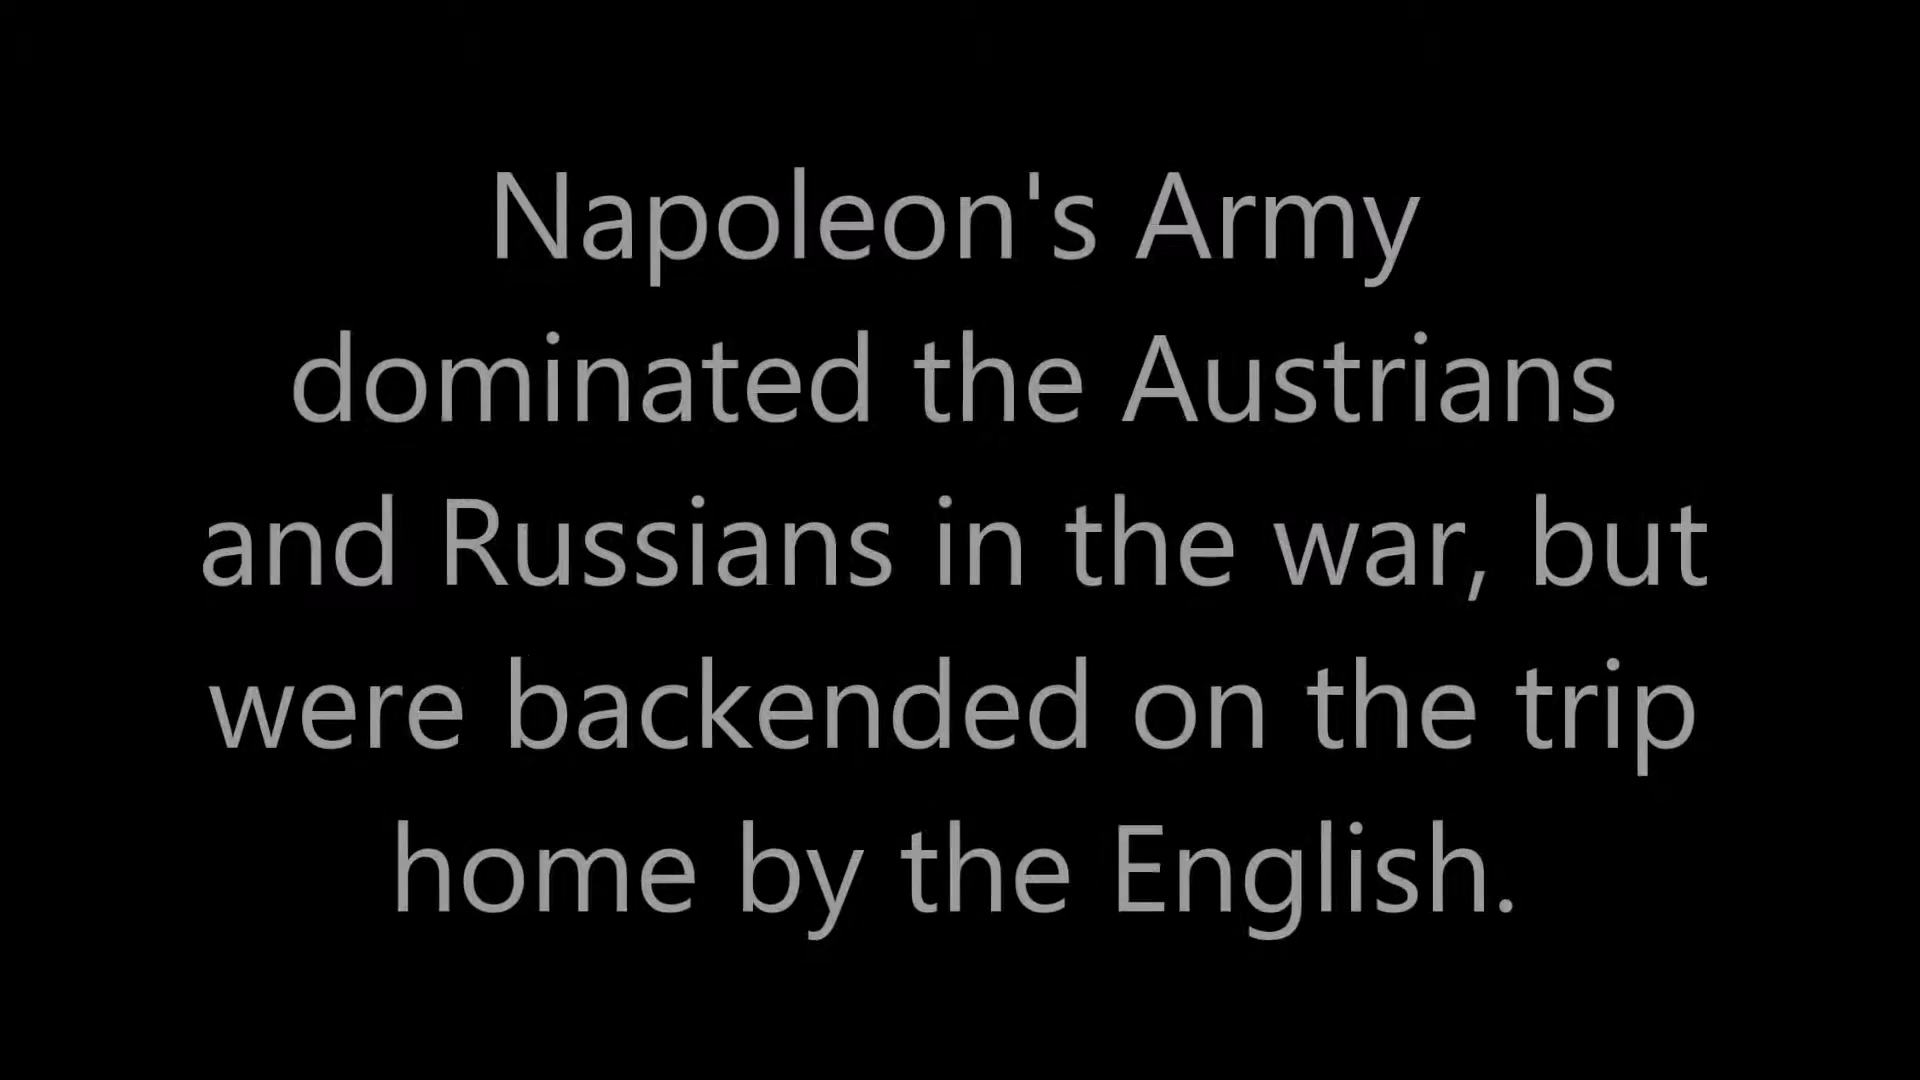 Napoleon's Army
dominated the Austrians
and Russians in the war, but
were backended on the trip
home by the English.